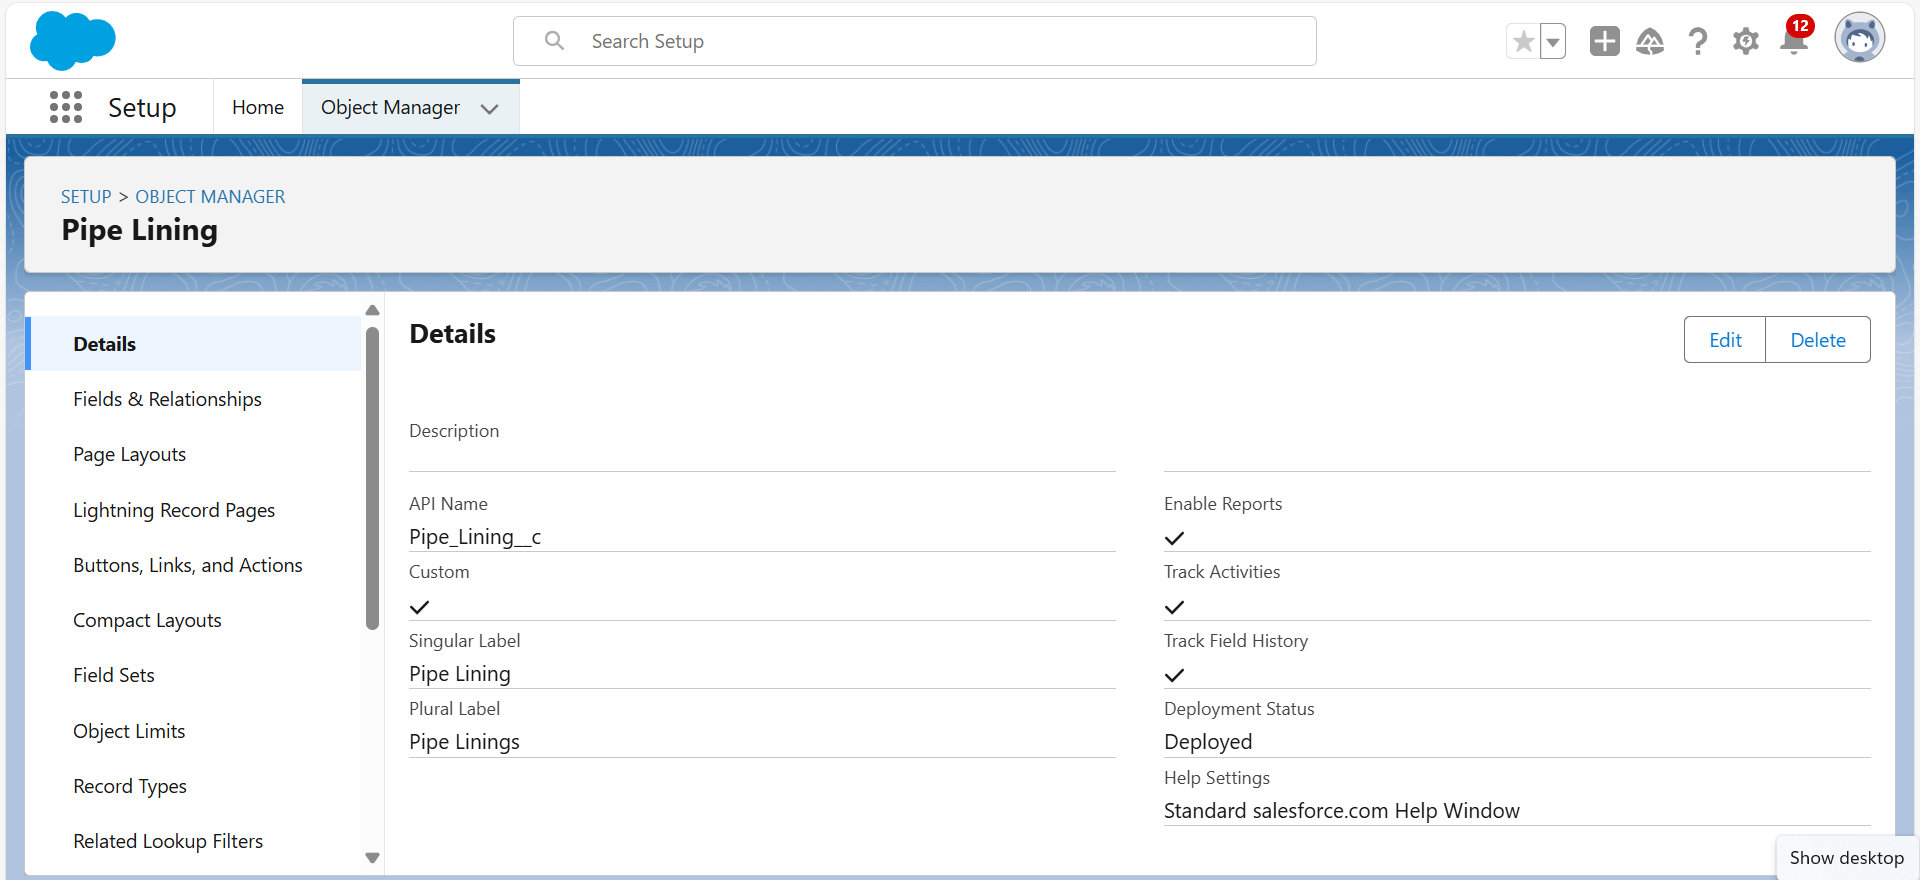 Search Setup
12
Setup
Home
Object Manager
SETUP > OBJECT MANAGER
Pipe Lining
Details
Fields & Relationships
Page Layouts
Lightning Record Pages
Buttons, Links, and Actions
Compact Layouts
Field Sets
Object Limits
Record Types
Related Lookup Filters
Details
Edit
Delete
Description
API Name
Pipe_Lining__c
Custom
Singular Label
Pipe Lining
Plural Label
Pipe Linings
Enable Reports
Track Activities
Track Field History
Deployment Status
Deployed
Help Settings
Standard salesforce.com Help Window
Show desktop